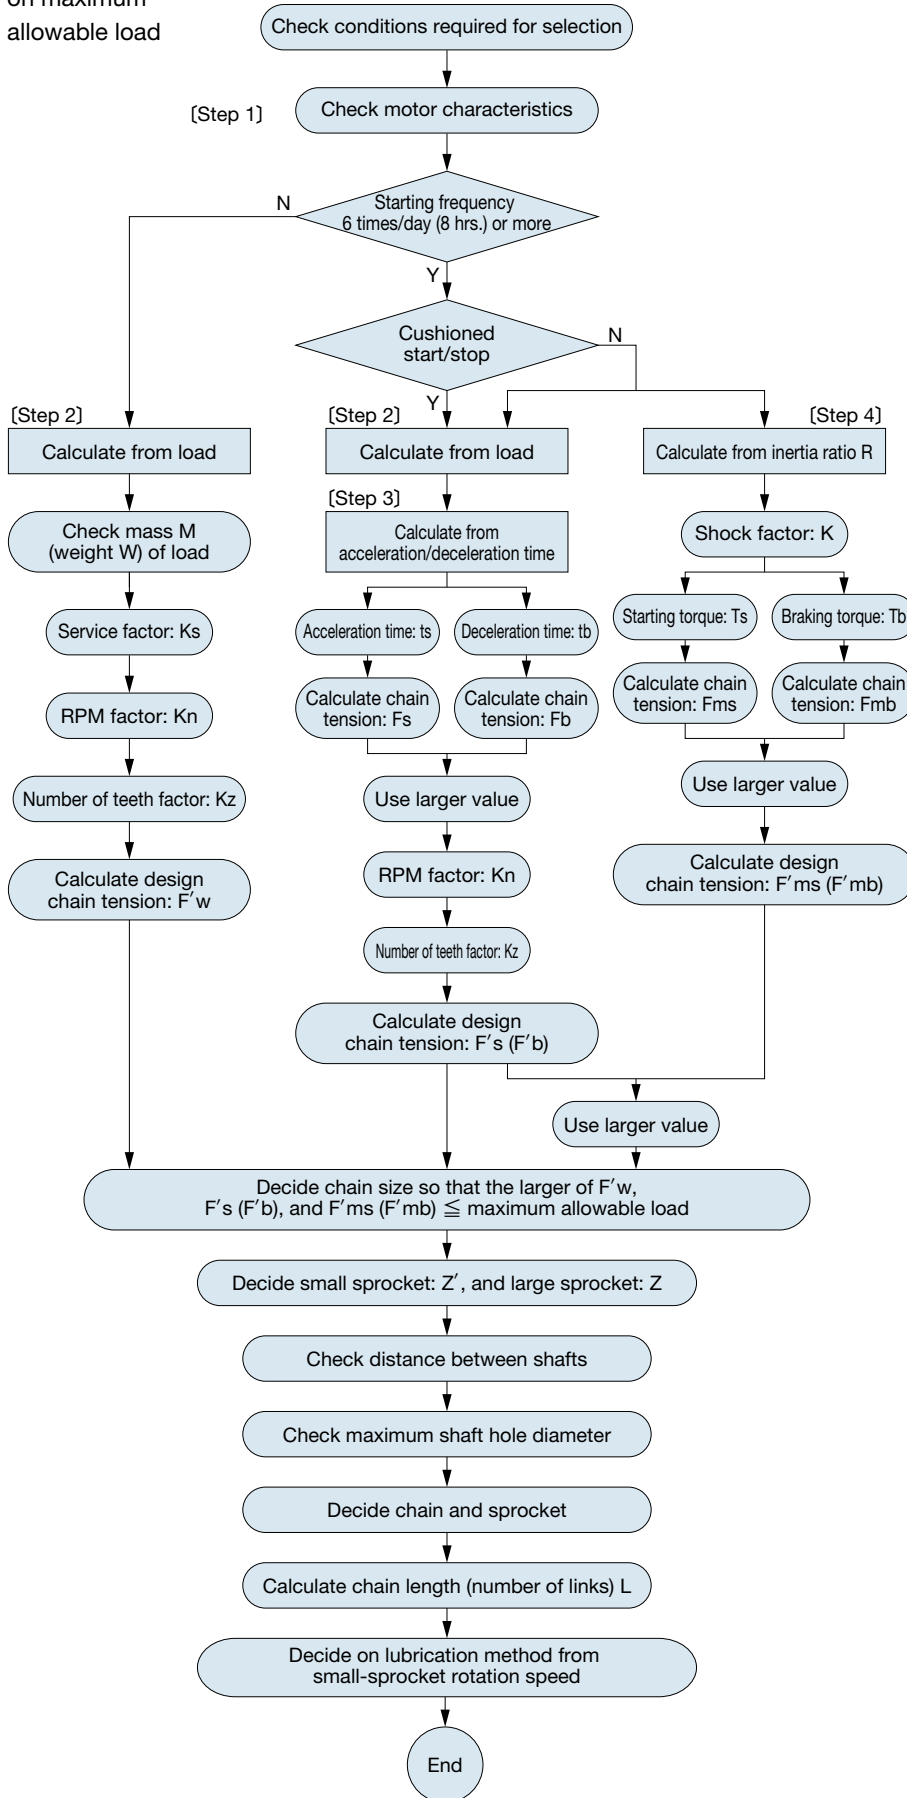 on maximum
allowable load
Check conditions required for selection
〔Step 1〕
Check motor characteristics
Starting frequency
6 times/day (8 hrs.) or more
N
Y
Cushioned
start/stop
N
Y
〔Step 2〕
Calculate from load
Check mass M
(weight W) of load
Service factor: Ks
RPM factor: Kn
Number of teeth factor: Kz
Calculate design
chain tension: F′w
〔Step 2〕
Calculate from load
〔Step 3〕
Calculate from
acceleration/deceleration time
Acceleration time: ts
Deceleration time: tb
Calculate chain
tension: Fs
Calculate chain
tension: Fb
Use larger value
RPM factor: Kn
Number of teeth factor: Kz
Calculate design
chain tension: F′s (F′b)
〔Step 4〕
Calculate from inertia ratio R
Shock factor: K
Starting torque: Ts
Braking torque: Tb
Calculate chain
tension: Fms
Calculate chain
tension: Fmb
Use larger value
Calculate design
chain tension: F′ms (F′mb)
Use larger value
Decide chain size so that the larger of F′w,
F′s (F′b), and F′ms (F′mb) ≦ maximum allowable load
Decide small sprocket: Z′, and large sprocket: Z
Check distance between shafts
Check maximum shaft hole diameter
Decide chain and sprocket
Calculate chain length (number of links) L
Decide on lubrication method from
small-sprocket rotation speed
End